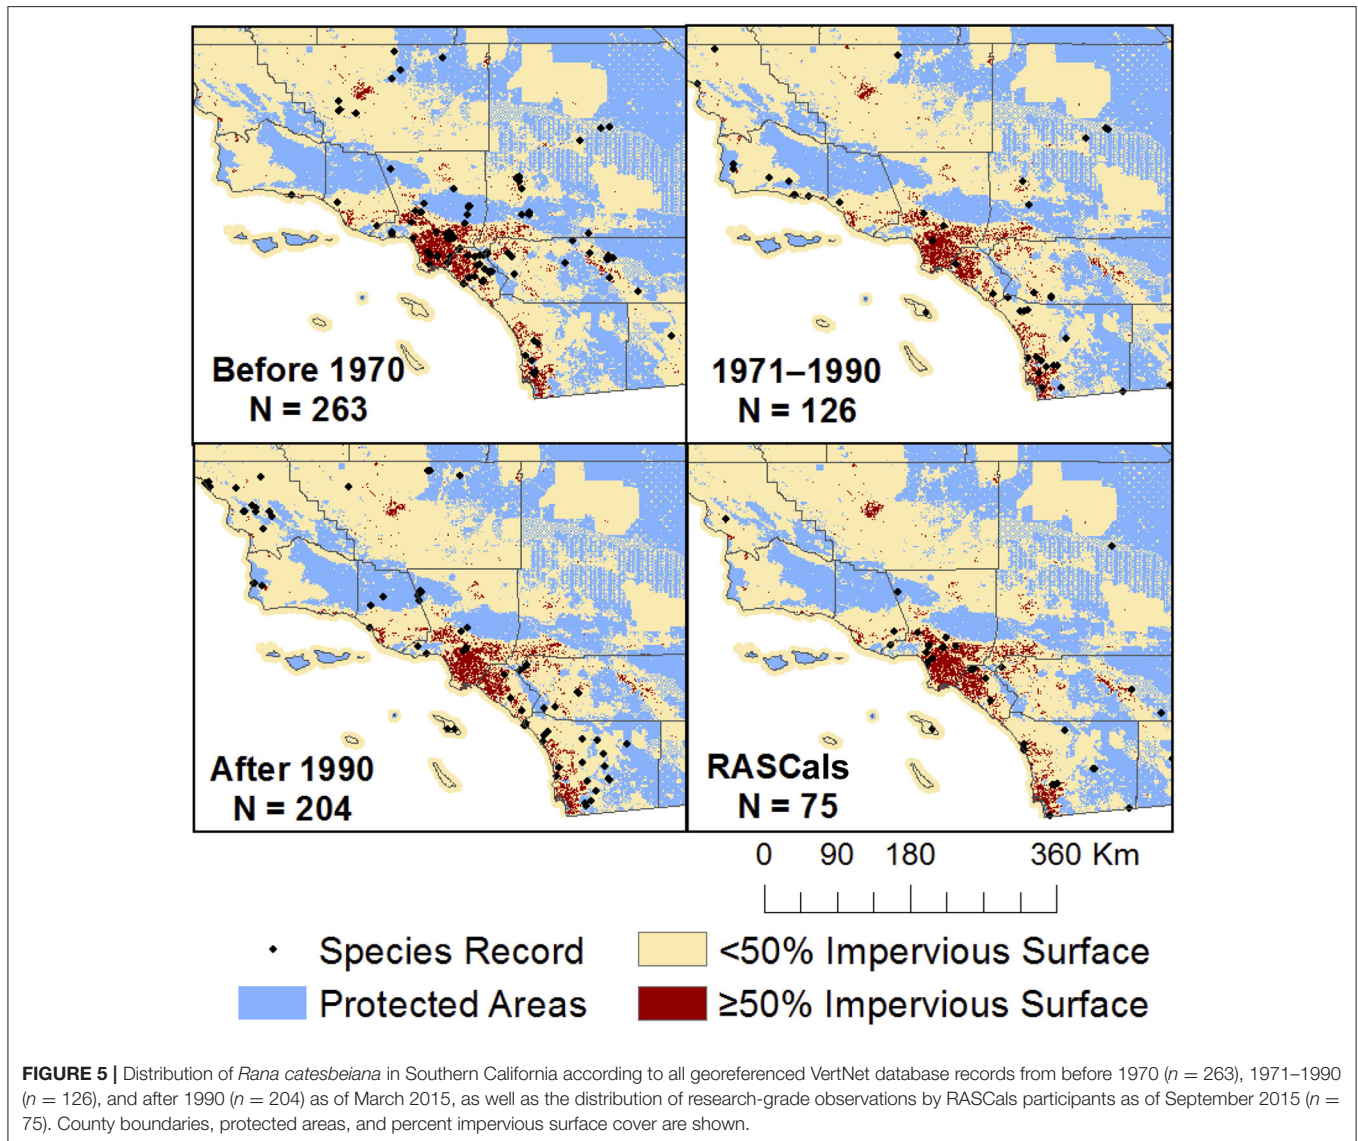 Before 1970
N = 263
1971–1990
N = 126
After 1990
N = 204
RASCals
N = 75
0 90 180 360 Km
Species Record
<50% Impervious Surface
Protected Areas
≥50% Impervious Surface
FIGURE 5 | Distribution of Rana catesbeiana in Southern California according to all georeferenced VertNet database records from before 1970 (n = 263), 1971–1990
(n = 126), and after 1990 (n = 204) as of March 2015, as well as the distribution of research-grade observations by RASCals participants as of September 2015 (n =
75). County boundaries, protected areas, and percent impervious surface cover are shown.